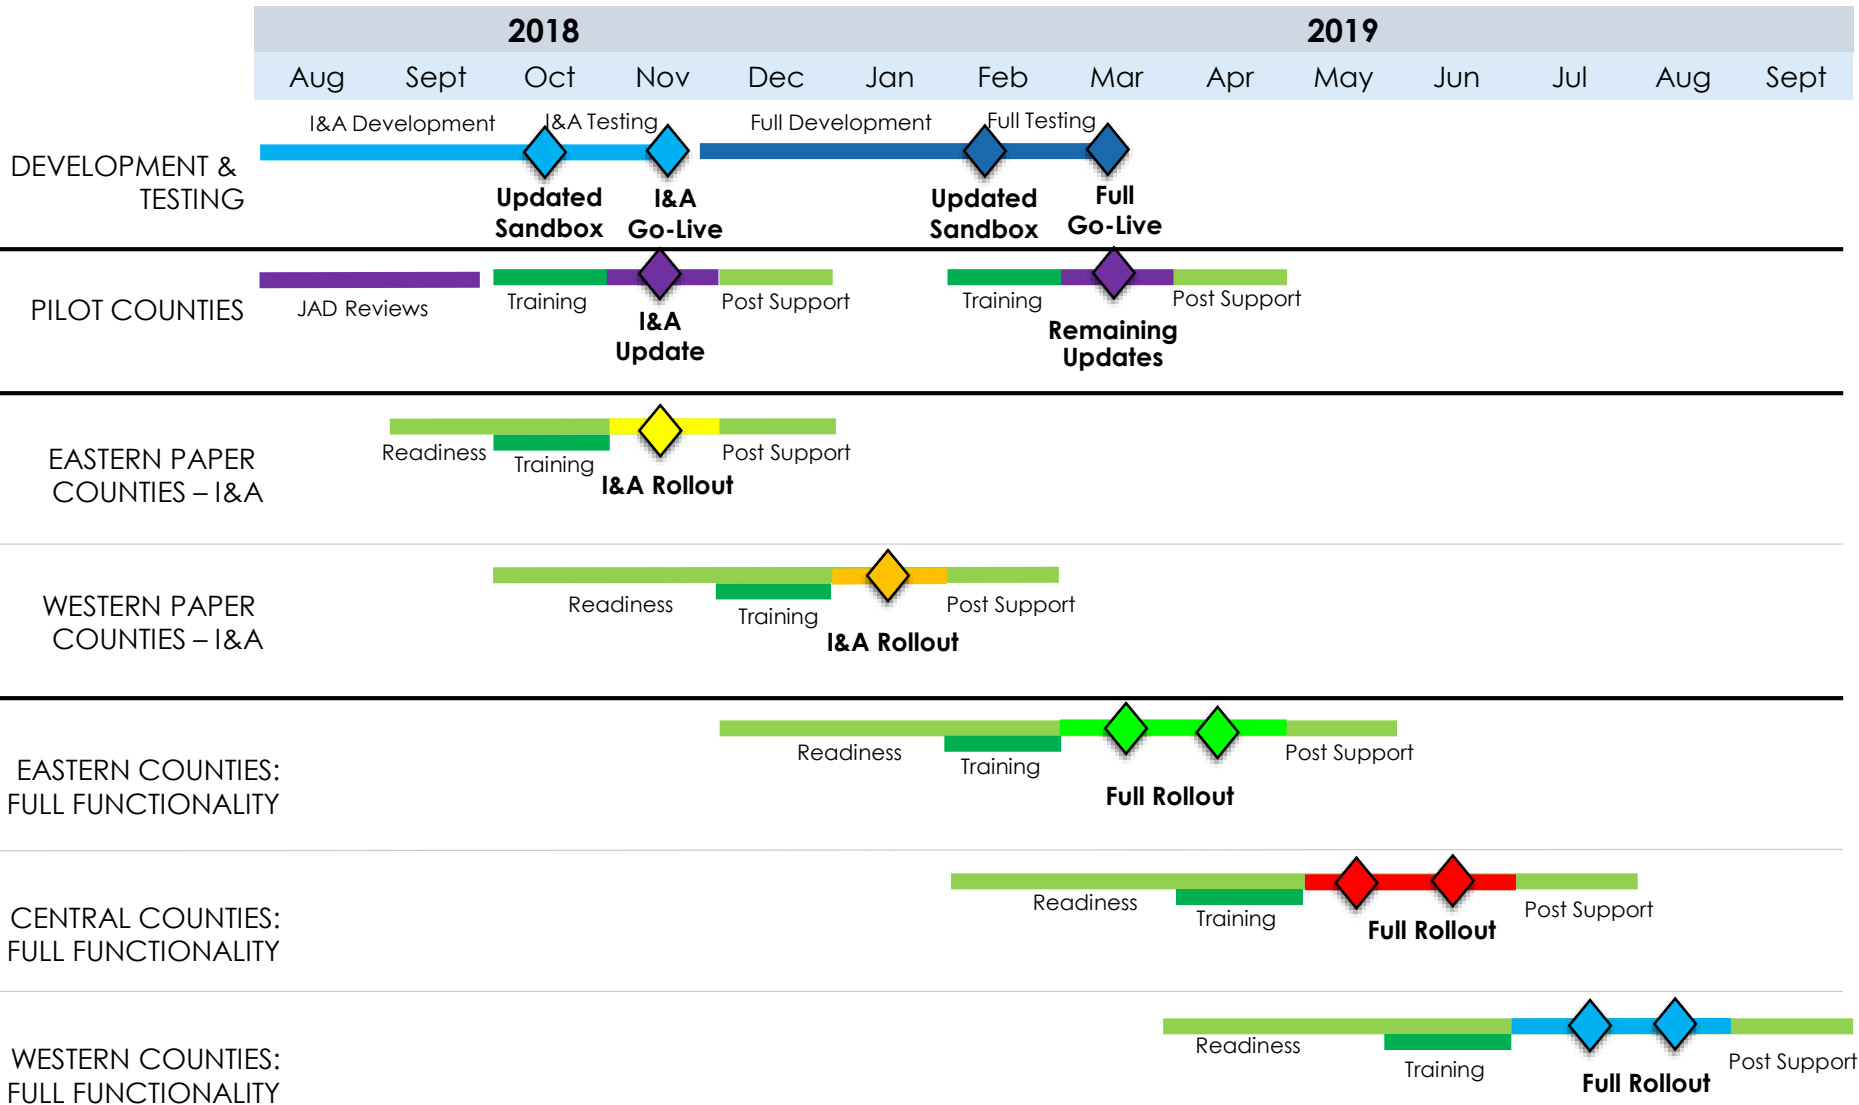 2018 2019
Aug Sept Oct Nov Dec Jan Feb Mar Apr May Jun Jul Aug Sept
I&A Development I&A Testing Full Development Full Testing
DEVELOPMENT &
TESTING
Updated
Sandbox
I&A
Go-Live
Updated
Sandbox
Full
Go-Live
PILOT COUNTIES
JAD Reviews
Training
Post Support
I&A
Update
Training
Post Support
Remaining
Updates
EASTERN PAPER
COUNTIES – I&A
Readiness
Training
Post Support
I&A Rollout
WESTERN PAPER
COUNTIES – I&A
Readiness
Training
Post Support
I&A Rollout
EASTERN COUNTIES:
FULL FUNCTIONALITY
Readiness
Training
Post Support
Full Rollout
CENTRAL COUNTIES:
FULL FUNCTIONALITY
Readiness
Training
Post Support
Full Rollout
WESTERN COUNTIES:
FULL FUNCTIONALITY
Readiness
Training
Post Support
Full Rollout